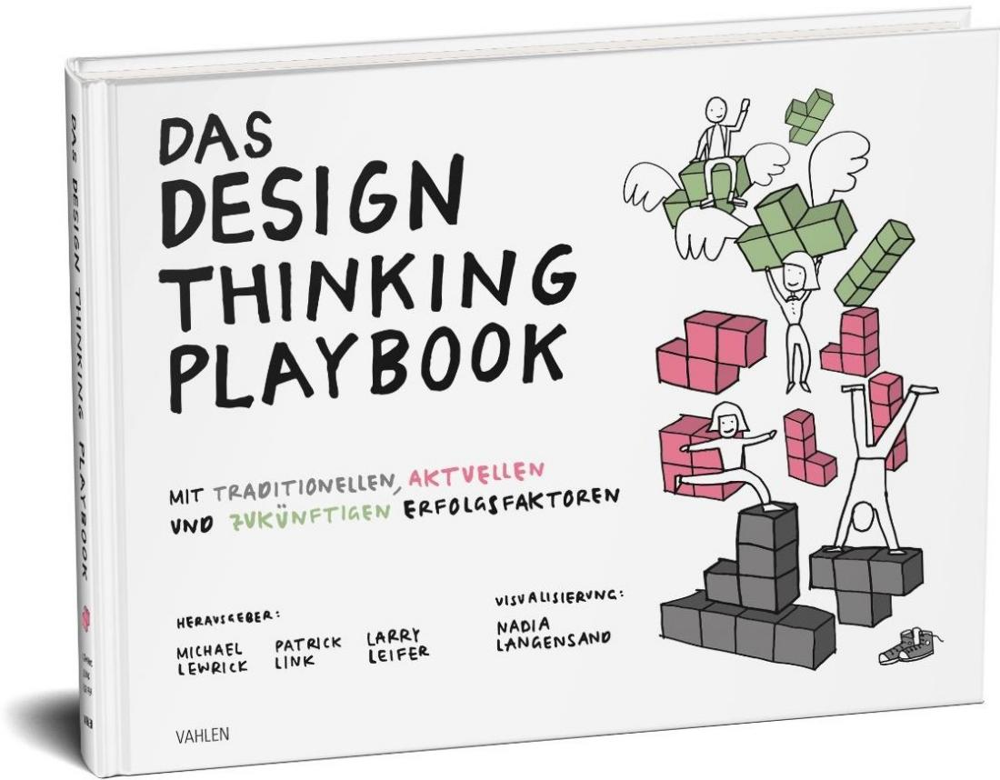 DAS
DESIGN
THINKING
PLAYBOOK
MIT TRADITIONELLEN, AKTUELLEN
UND ZUKÜNFTIGEN ERFOLGSFAKTOREN
HERAUSGEBER:
MICHAEL
LEWRICK
PATRICK
LINK
LARRY
LEIFER
VISUALISIERUNG:
NADIA
LANGENSAND
VAHLEN
DAS DESIGN THINKING PLAYBOOK